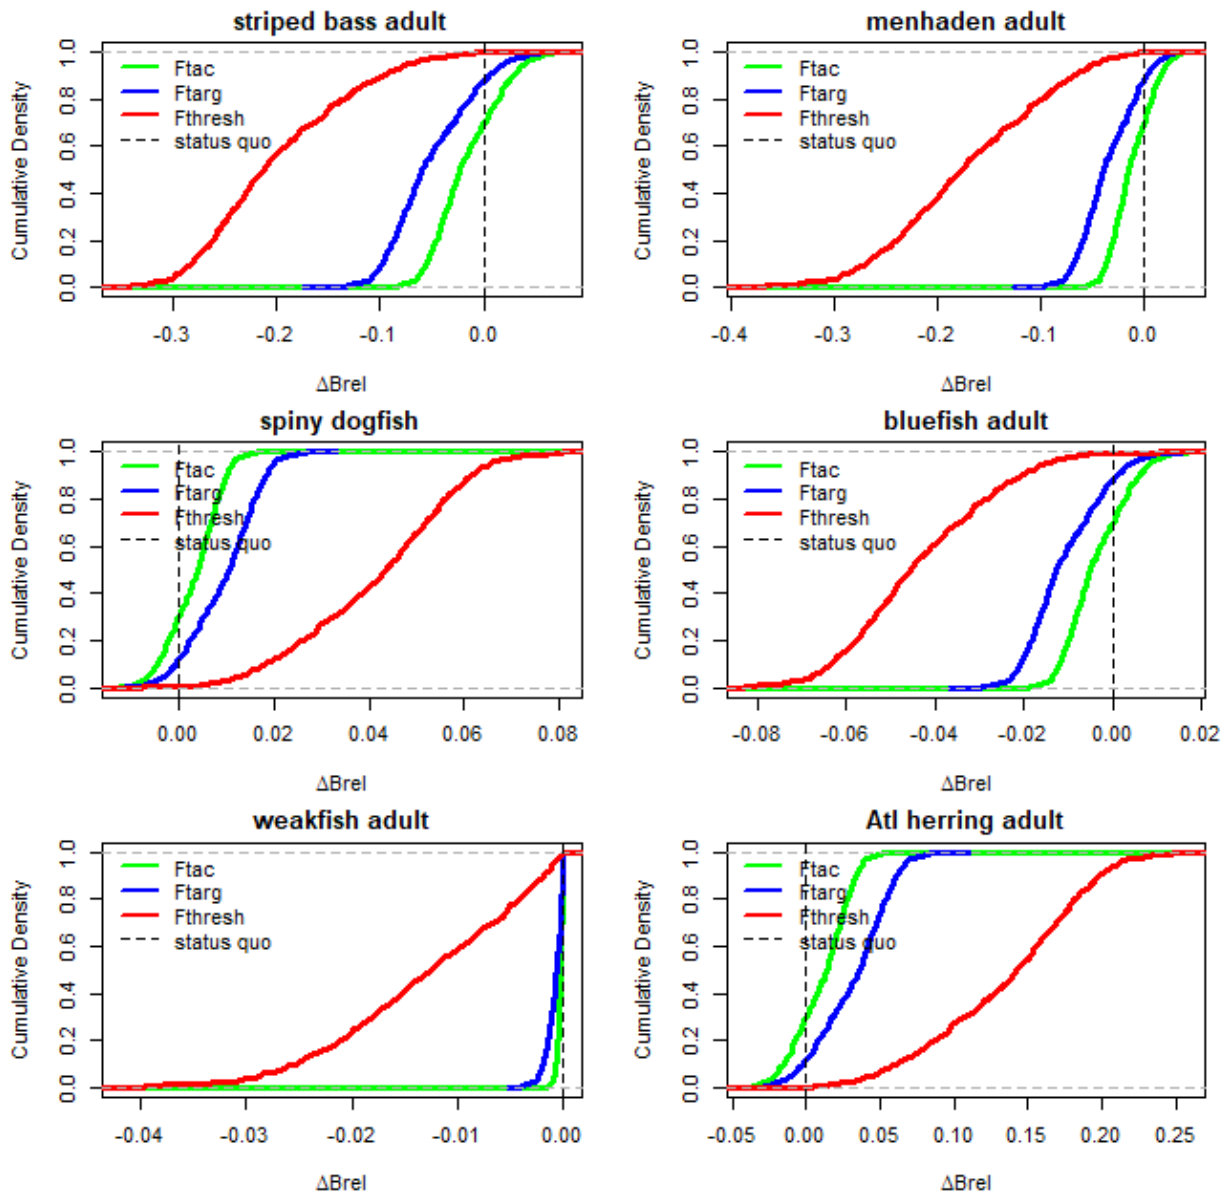 striped bass adult
Cumulative Density
0.0 0.2 0.4 0.6 0.8 1.0
Ftac
Ftarg
Fthresh
status quo
-0.3 -0.2 -0.1 0.0
ΔBrel
menhaden adult
Cumulative Density
0.0 0.2 0.4 0.6 0.8 1.0
Ftac
Ftarg
Fthresh
status quo
-0.4 -0.3 -0.2 -0.1 0.0
ΔBrel
spiny dogfish
Cumulative Density
0.0 0.2 0.4 0.6 0.8 1.0
Ftac
Ftarg
Fthresh
status quo
0.00 0.02 0.04 0.06 0.08
ΔBrel
bluefish adult
Cumulative Density
0.0 0.2 0.4 0.6 0.8 1.0
Ftac
Ftarg
Fthresh
status quo
-0.08 -0.06 -0.04 -0.02 0.00 0.02
ΔBrel
weakfish adult
Cumulative Density
0.0 0.2 0.4 0.6 0.8 1.0
Ftac
Ftarg
Fthresh
status quo
-0.04 -0.03 -0.02 -0.01 0.00
ΔBrel
Atl herring adult
Cumulative Density
0.0 0.2 0.4 0.6 0.8 1.0
Ftac
Ftarg
Fthresh
status quo
-0.05 0.00 0.05 0.10 0.15 0.20 0.25
ΔBrel